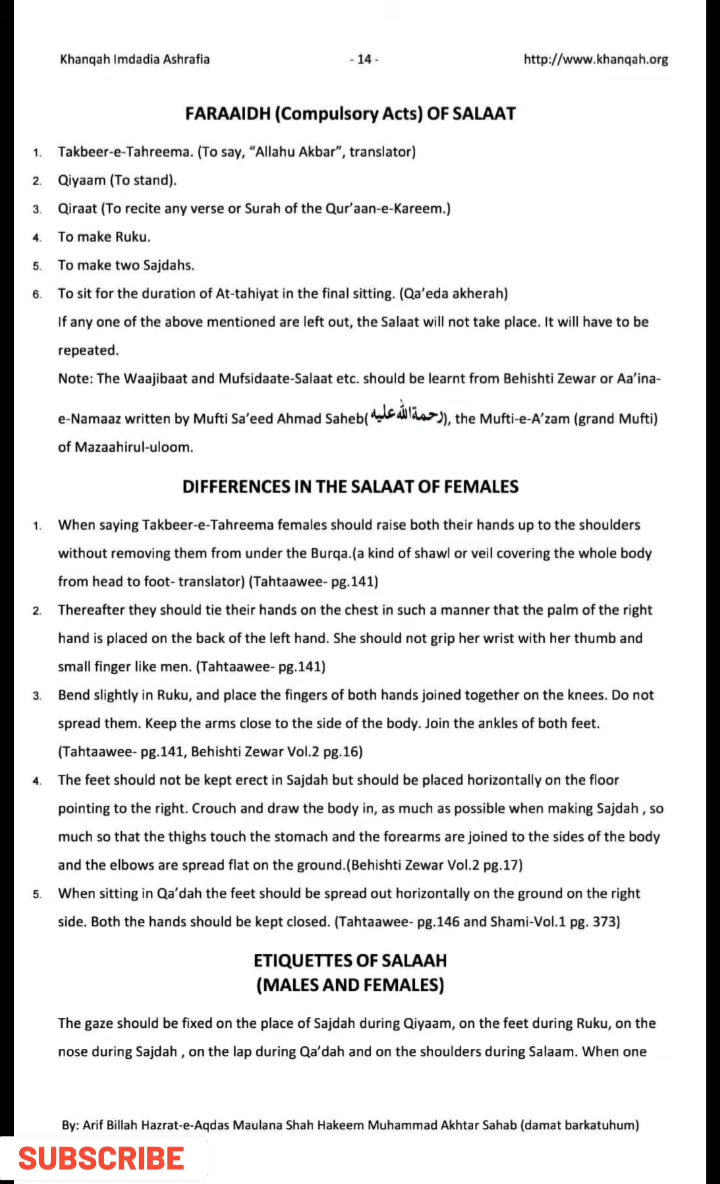 Khanqah Imdadia Ashrafia - 14 - http://www.khanqah.org
FARAAIDH (Compulsory Acts) OF SALAAT
1. Takbeer-e-Tahreema. (To say, “Allahu Akbar”, translator)
2. Qiyaam (To stand).
3. Qiraat (To recite any verse or Surah of the Qur’aan-e-Kareem.)
4. To make Ruku.
5. To make two Sajdahs.
6. To sit for the duration of At-tahiyat in the final sitting. (Qa’eda akherah)
If any one of the above mentioned are left out, the Salaat will not take place. It will have to be
repeated.
Note: The Waajibaat and Mufsidaate-Salaat etc. should be learnt from Behishti Zewar or Aa’ina-
e-Namaaz written by Mufti Sa’eed Ahmad Saheb(رحمة الله عليه), the Mufti-e-A’zam (grand Mufti)
of Mazaahirul-uloom.
DIFFERENCES IN THE SALAAT OF FEMALES
1. When saying Takbeer-e-Tahreema females should raise both their hands up to the shoulders
without removing them from under the Burqa.(a kind of shawl or veil covering the whole body
from head to foot- translator) (Tahtaawee- pg.141)
2. Thereafter they should tie their hands on the chest in such a manner that the palm of the right
hand is placed on the back of the left hand. She should not grip her wrist with her thumb and
small finger like men. (Tahtaawee- pg.141)
3. Bend slightly in Ruku, and place the fingers of both hands joined together on the knees. Do not
spread them. Keep the arms close to the side of the body. Join the ankles of both feet.
(Tahtaawee- pg.141, Behishti Zewar Vol.2 pg.16)
4. The feet should not be kept erect in Sajdah but should be placed horizontally on the floor
pointing to the right. Crouch and draw the body in, as much as possible when making Sajdah , so
much so that the thighs touch the stomach and the forearms are joined to the sides of the body
and the elbows are spread flat on the ground.(Behishti Zewar Vol.2 pg.17)
5. When sitting in Qa’dah the feet should be spread out horizontally on the ground on the right
side. Both the hands should be kept closed. (Tahtaawee- pg.146 and Shami-Vol.1 pg. 373)
ETIQUETTES OF SALAAH
(MALES AND FEMALES)
The gaze should be fixed on the place of Sajdah during Qiyaam, on the feet during Ruku, on the
nose during Sajdah , on the lap during Qa’dah and on the shoulders during Salaam. When one
By: Arif Billah Hazrat-e-Aqdas Maulana Shah Hakeem Muhammad Akhtar Sahab (damat barkatuhum)
SUBSCRIBE